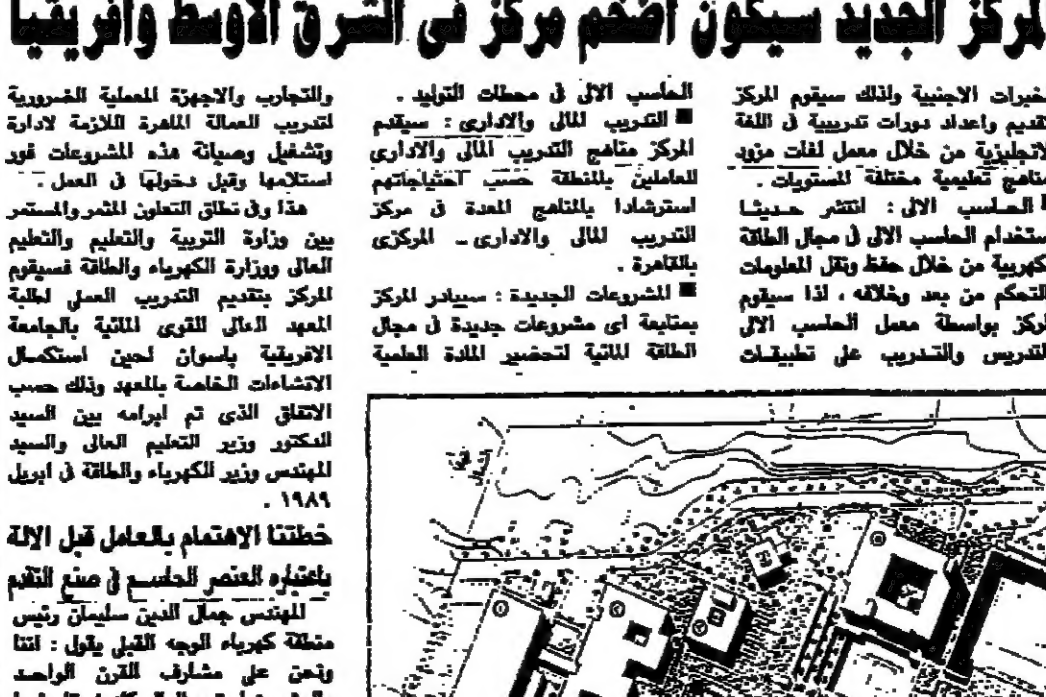 المركز الجديد سيكون أضخم مركز فى الشرق الأوسط وافريقيا
خبرات الاجنبية ولذلك سيقوم المركز
تقديم واعداد دورات تدريبية فى اللغة
لانجليزية من خلال معمل لغات مزود
مناهج تعليمية مختلفة المستويات .
■ الحاسب الالى : انتشر حديثا
ستخدام الحاسب الالى فى مجال الطاقة
كهربية من خلال حفظ ونقل المعلومات
التحكم من بعد وخلافه ، لذا سيقوم
لمركز بواسطة معمل الحاسب الالى
التدريس والتدريب على تطبيقات
الحاسب الالى فى محطات التوليد .
■ التدريب المالى والادارى : سيقدم
المركز مناهج التدريب المالى والادارى
للعاملين بالمنطقة حسب احتياجاتهم
استرشادا بالمناهج المعدة فى مركز
التدريب المالى والادارى - المركزى
بالقاهرة .
■ المشروعات الجديدة : سيبادر المركز
بمتابعة اى مشروعات جديدة فى مجال
الطاقة المائية لتحضير المادة العلمية
والتجارب والاجهزة المعملية الضرورية
لتدريب العمالة الماهرة اللازمة لادارة
وتشغيل وصيانة هذه المشروعات فور
استلامها وقبل دخولها فى العمل .
هذا وفى نطاق التعاون المثمر والمستمر
بين وزارة التربية والتعليم والتعليم
العالى ووزارة الكهرباء والطاقة فسيقوم
المركز بتقديم التدريب العملى لطلبة
المعهد العالى للقوى المائية بالجامعة
الافريقية باسوان لحين استكمال
الانشاءات الخاصة بالمعهد وذلك حسب
الاتفاق الذى تم ابرامه بين السيد
الدكتور وزير التعليم العالى والسيد
المهندس وزير الكهرباء والطاقة فى ابريل
١٩٨٩ .
خطتنا الاهتمام بالعامل قبل الالة
باعتباره العنصر الحاسم فى صنع التقدم
المهندس جمال الدين سليمان رئيس
منطقة كهرباء الوجه القبلى يقول : اننا
ونحن على مشارف القرن الواحد